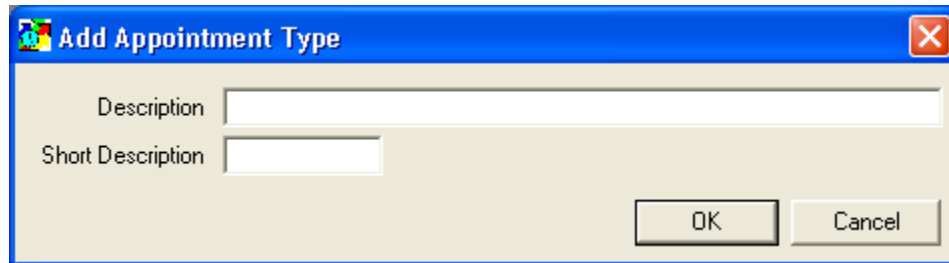 Add Appointment Type
Description
Short Description
OK
Cancel